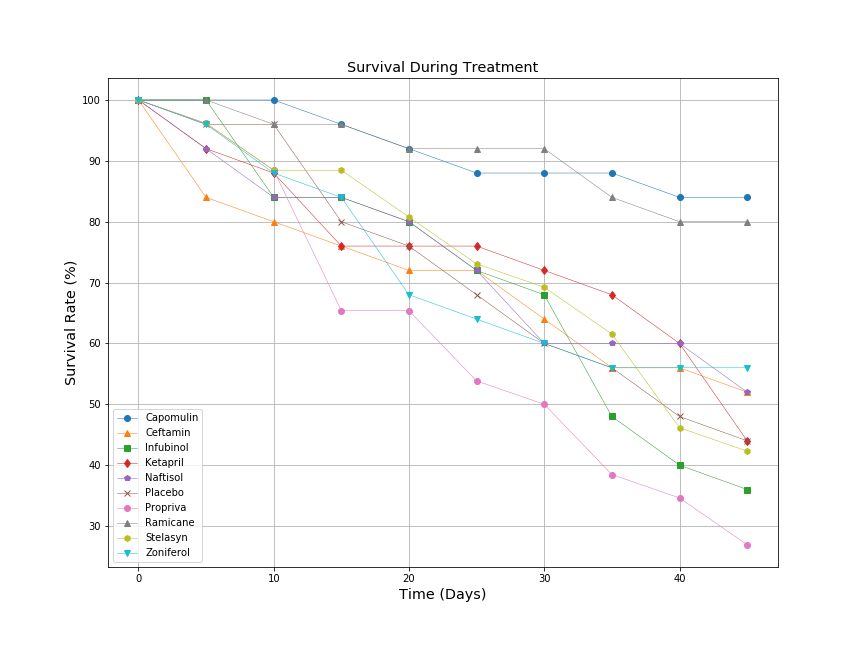 Survival During Treatment
100
90
80
70
60
50
40
30
Survival Rate (%)
Capomulin
Ceftamin
Infubinol
Ketapril
Naftisol
Placebo
Propriva
Ramicane
Stelasyn
Zoniferol
0 10 20 30 40
Time (Days)